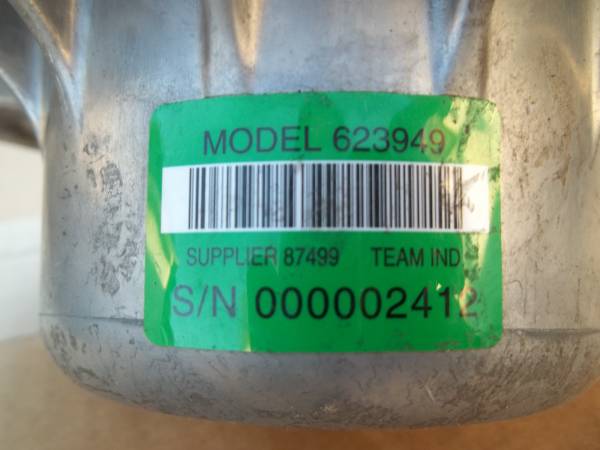 MODEL 623949
SUPPLIER 87499 TEAM IND
S/N 000002412